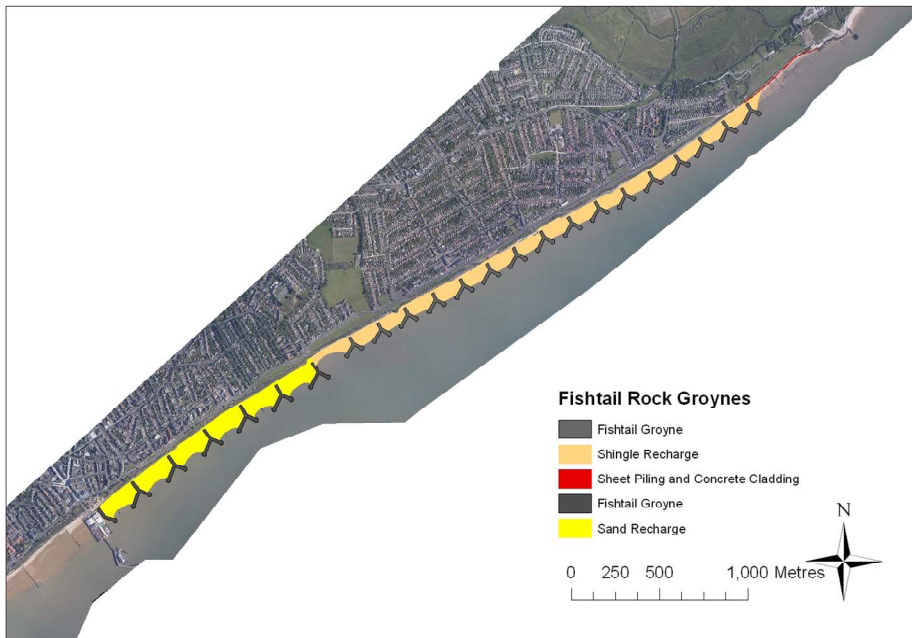 Fishtail Rock Groynes
Fishtail Groyne
Shingle Recharge
Sheet Piling and Concrete Cladding
Fishtail Groyne
Sand Recharge
N
0 250 500 1,000 Metres